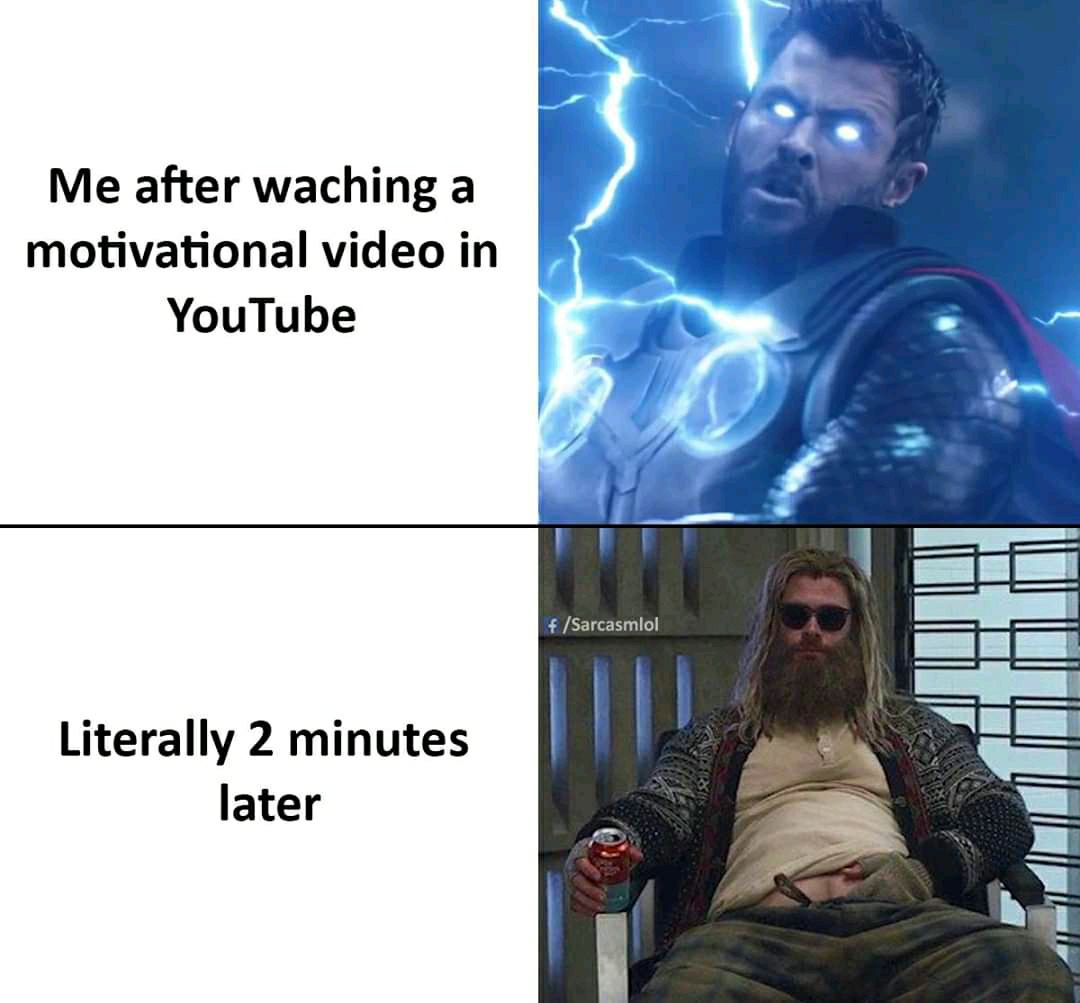 Me after waching a
motivational video in
YouTube
f /Sarcasmlol
Literally 2 minutes
later